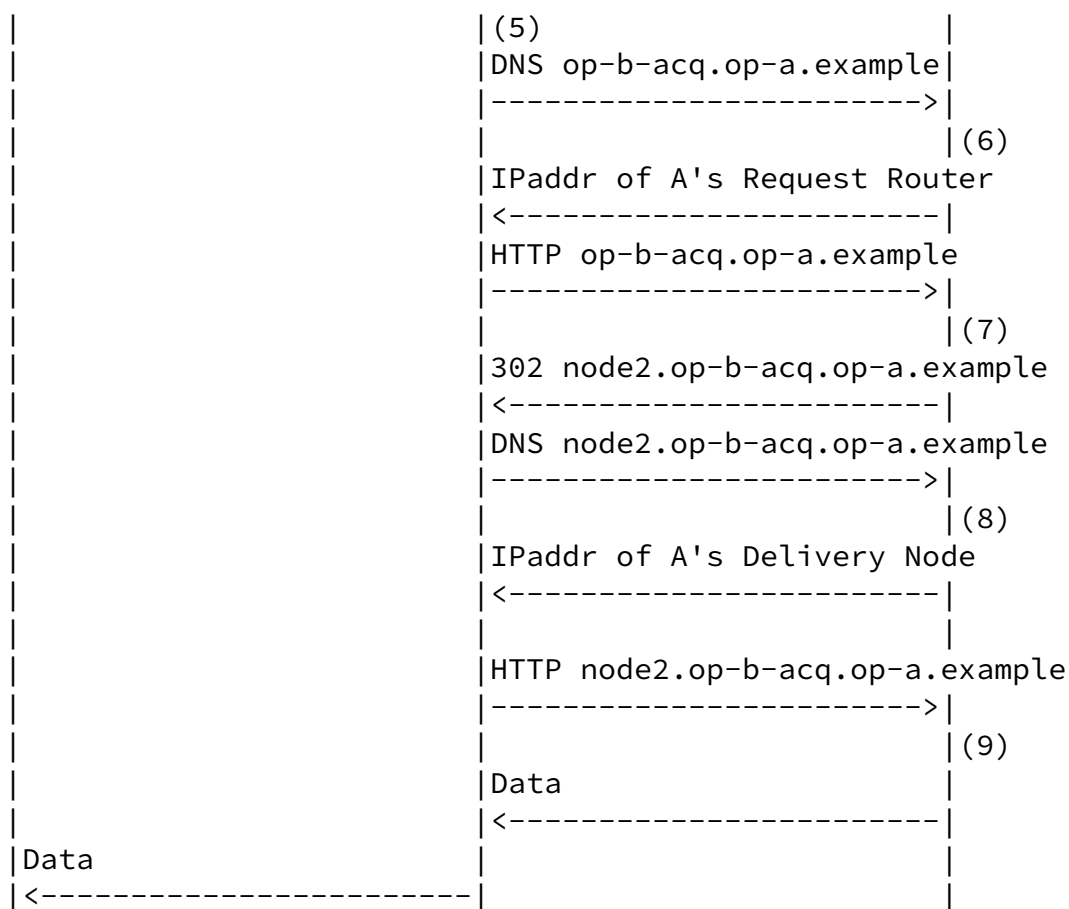 (5)
DNS op-b-acq.op-a.example
(6)
IPaddr of A's Request Router
HTTP op-b-acq.op-a.example
(7)
302 node2.op-b-acq.op-a.example
DNS node2.op-b-acq.op-a.example
(8)
IPaddr of A's Delivery Node
HTTP node2.op-b-acq.op-a.example
(9)
Data
Data